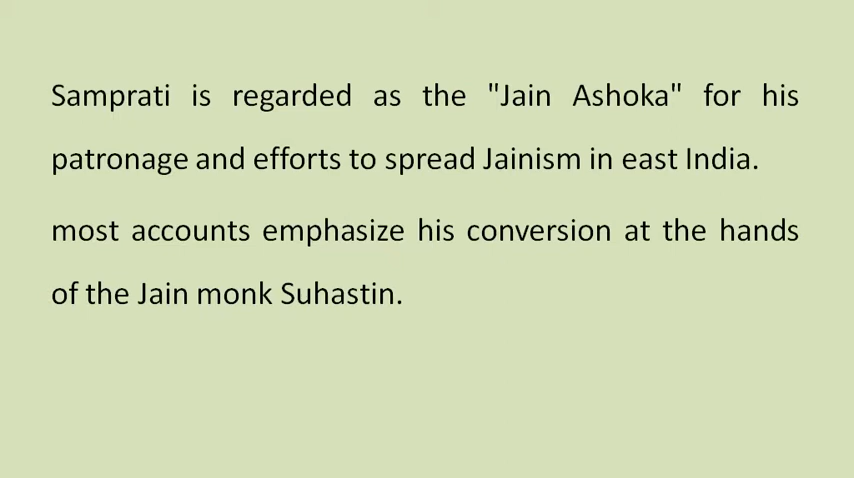 Samprati is regarded as the "Jain Ashoka" for his
patronage and efforts to spread Jainism in east India.
most accounts emphasize his conversion at the hands
of the Jain monk Suhastin.